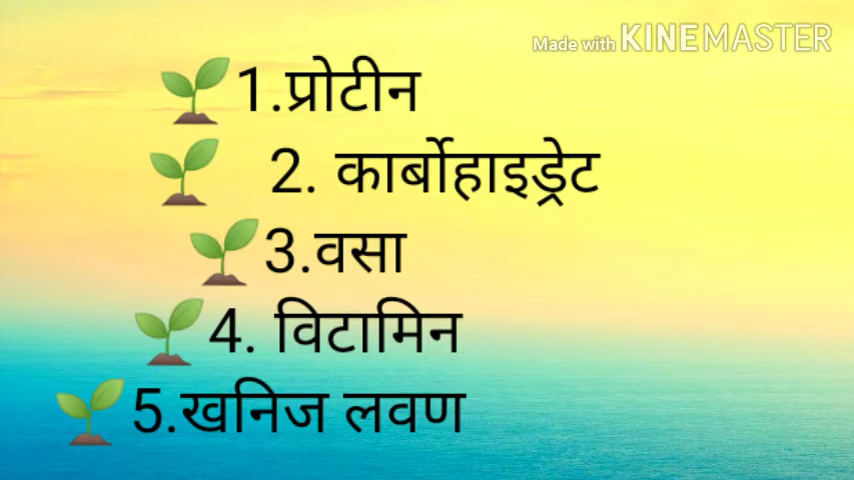 Made with KINEMASTER
1.प्रोटीन
2. कार्बोहाइड्रेट
3.वसा
4. विटामिन
5.खनिज लवण